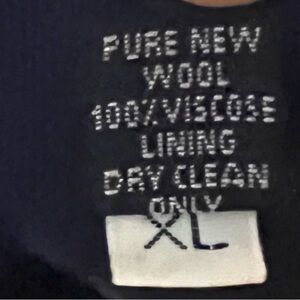 PURE NEW
WOOL
100% VISCOSE
LINING
DRY CLEAN
ONLY
XL